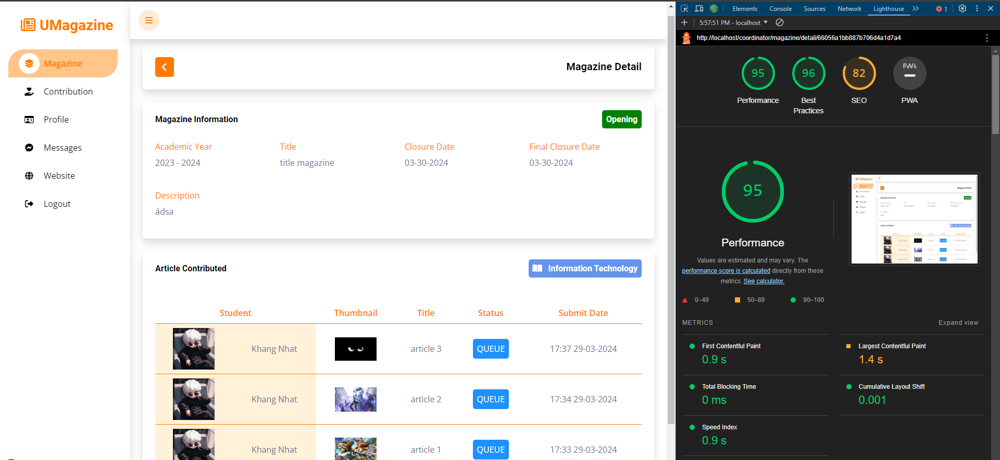 UMagazine
Magazine
Contribution
Profile
Messages
Website
Logout
Magazine Detail
Magazine Information
Opening
Academic Year Title Closure Date Final Closure Date
2023 - 2024 title magazine 03-30-2024 03-30-2024
Description
ádsa
Article Contributed
Information Technology
Student Thumbnail Title Status Submit Date
Khang Nhat article 3 QUEUE 17:37 29-03-2024
Khang Nhat article 2 QUEUE 17:34 29-03-2024
Khang Nhat article 1 QUEUE 17:33 29-03-2024
Elements Console Sources Network Lighthouse 1
5:57:51 PM - localhost
http://localhost/coordinator/magazine/detail/66056a1bb887b706d4a1d7a4
95 96 82 PWA
Performance Best Practices SEO PWA
95
Performance
Values are estimated and may vary. The
performance score is calculated directly from these
metrics. See calculator.
0–49 50–89 90–100
METRICS Expand view
First Contentful Paint
0.9 s
Largest Contentful Paint
1.4 s
Total Blocking Time
0 ms
Cumulative Layout Shift
0.001
Speed Index
0.9 s